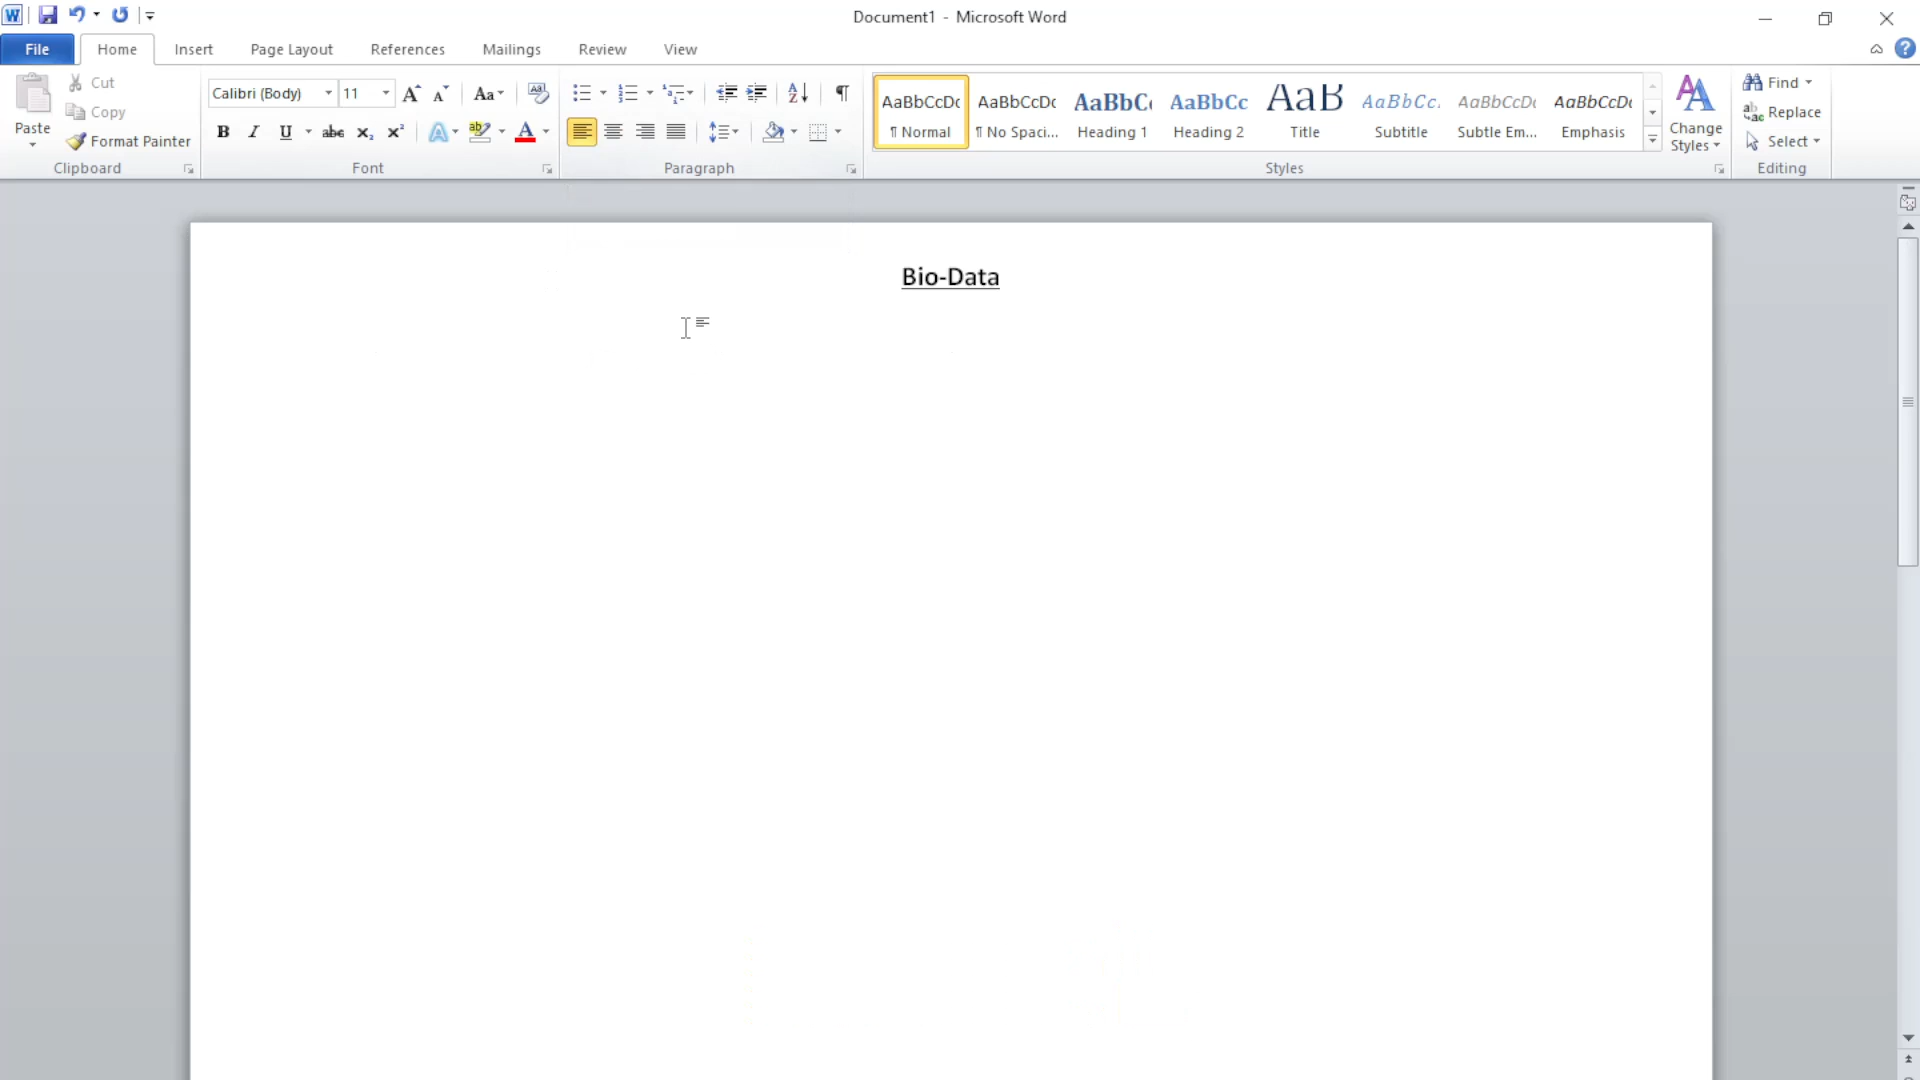 Document1 - Microsoft Word
File Home Insert Page Layout References Mailings Review View
Paste
Cut
Copy
Format Painter
Clipboard
Calibri (Body) 11
Font
Paragraph
AaBbCcDc AaBbCcDc AaBbC AaBbCc AaB AaBbCc. AaBbCcDc AaBbCcDc
¶ Normal ¶ No Spaci... Heading 1 Heading 2 Title Subtitle Subtle Em... Emphasis
Change Styles
Styles
Find
Replace
Select
Editing
Bio-Data